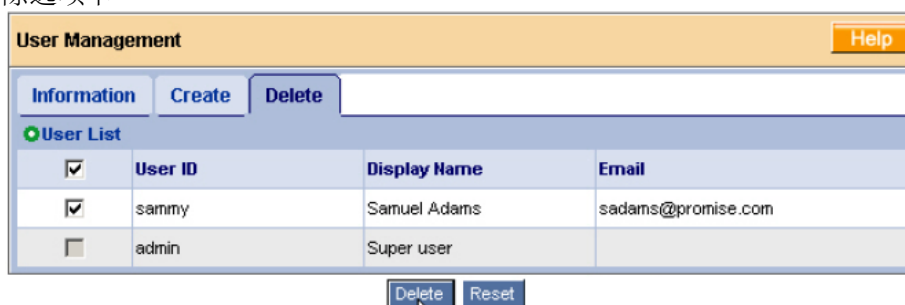 User Management Help
Information Create Delete
User List
User ID Display Name Email
sammy Samuel Adams sadams@promise.com
admin Super user
Delete Reset